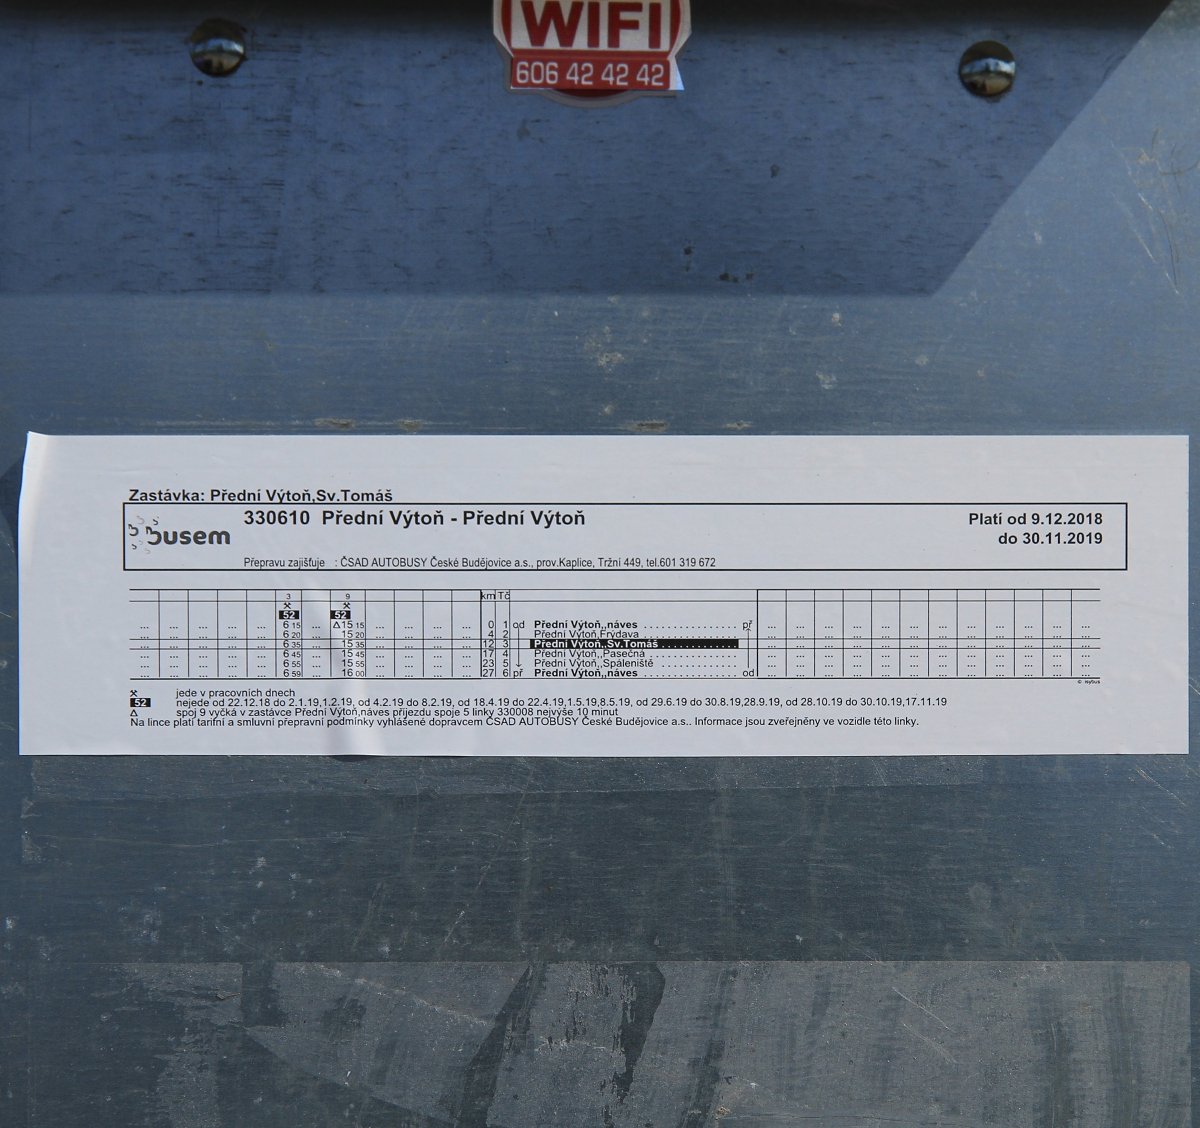 WIFI
606 42 42 42
Zastávka: Přední Výtoň,Sv.Tomáš
busem
330610 Přední Výtoň - Přední Výtoň
Platí od 9.12.2018
do 30.11.2019
Přepravu zajišťuje : ČSAD AUTOBUSY České Budějovice a.s., prov.Kaplice, Tržní 449, tel.601 319 672
3 9 km Tč
⚒ ⚒
52 52
... ... ... ... ... 6 15 ... △15 15 ... ... ... ... 0 1 od Přední Výtoň,,náves ................ př ... ... ... ... ... ... ... ... ... ... ... ...
... ... ... ... ... 6 20 ... 15 20 ... ... ... ... 4 2 Přední Výtoň,Frýdava ................ ... ... ... ... ... ... ... ... ... ... ... ...
... ... ... ... ... 6 35 ... 15 35 ... ... ... ... 12 3 Přední Výtoň,,Sv.Tomáš ............. ... ... ... ... ... ... ... ... ... ... ... ...
... ... ... ... ... 6 45 ... 15 45 ... ... ... ... 17 4 Přední Výtoň,,Pasečná ............... ... ... ... ... ... ... ... ... ... ... ... ...
... ... ... ... ... 6 55 ... 15 55 ... ... ... ... 23 5 ↓ Přední Výtoň,,Spáleniště ............. ... ... ... ... ... ... ... ... ... ... ... ...
... ... ... ... ... 6 59 ... 16 00 ... ... ... ... 27 6 př Přední Výtoň,,náves ................ od ... ... ... ... ... ... ... ... ... ... ... ...
⚒ jede v pracovních dnech
52 nejede od 22.12.18 do 2.1.19,1.2.19, od 4.2.19 do 8.2.19, od 18.4.19 do 22.4.19,1.5.19,8.5.19, od 29.6.19 do 30.8.19,28.9.19, od 28.10.19 do 30.10.19,17.11.19
△ spoj 9 vyčká v zastávce Přední Výtoň,náves příjezdu spoje 5 linky 330008 nejvýše 10 minut
Na lince platí tarifní a smluvní přepravní podmínky vyhlášené dopravcem ČSAD AUTOBUSY České Budějovice a.s.. Informace jsou zveřejněny ve vozidle této linky.